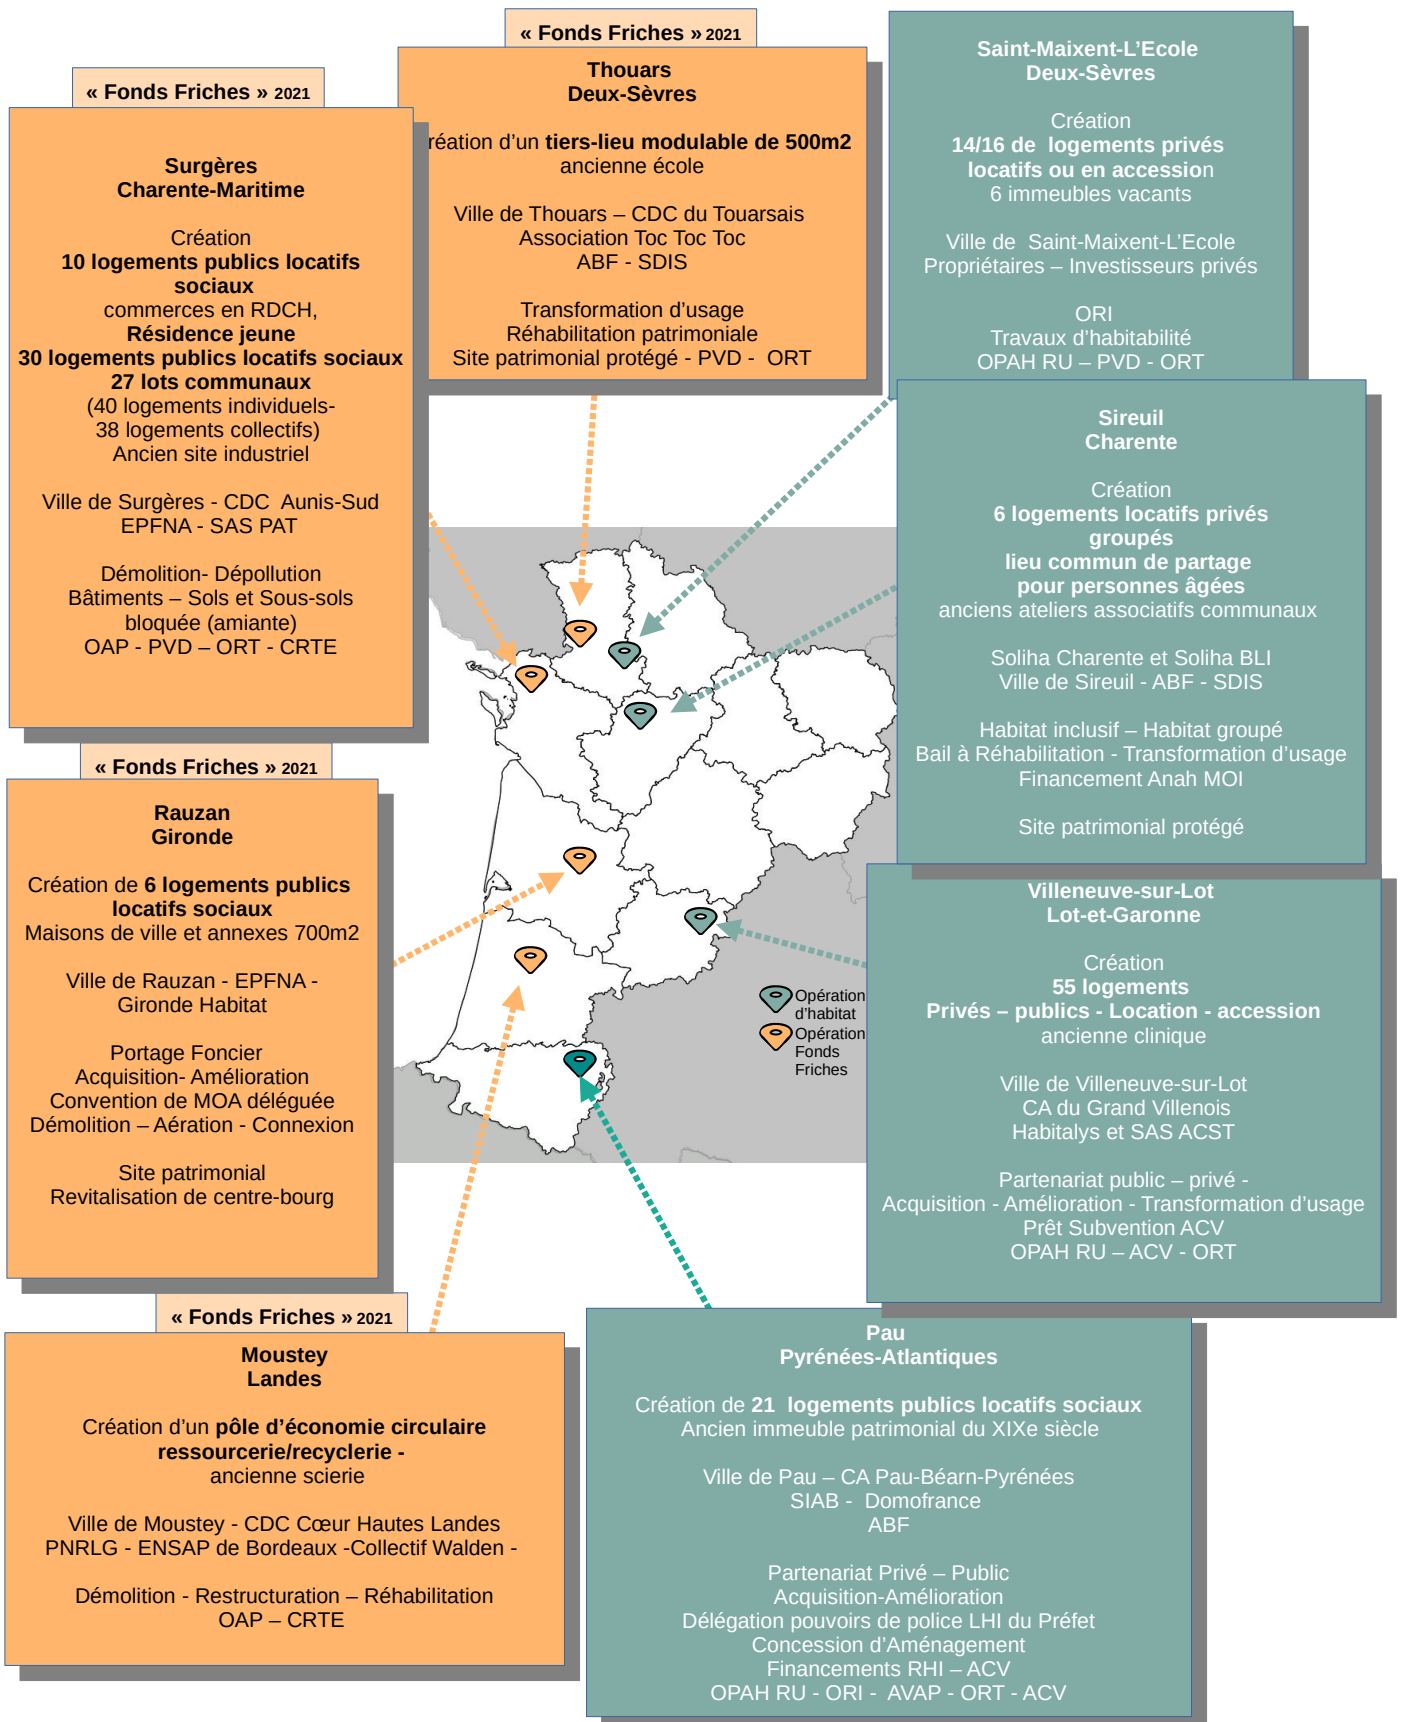 « Fonds Friches » 2021
Thouars
Deux-Sèvres
réation d’un tiers-lieu modulable de 500m2
ancienne école
Ville de Thouars – CDC du Touarsais
Association Toc Toc Toc
ABF - SDIS
Transformation d’usage
Réhabilitation patrimoniale
Site patrimonial protégé - PVD - ORT
Saint-Maixent-L’Ecole
Deux-Sèvres
Création
14/16 de logements privés
locatifs ou en accession
6 immeubles vacants
Ville de Saint-Maixent-L’Ecole
Propriétaires – Investisseurs privés
ORI
Travaux d’habitabilité
OPAH RU – PVD - ORT
« Fonds Friches » 2021
Surgères
Charente-Maritime
Création
10 logements publics locatifs
sociaux
commerces en RDCH,
Résidence jeune
30 logements publics locatifs sociaux
27 lots communaux
(40 logements individuels-
38 logements collectifs)
Ancien site industriel
Ville de Surgères - CDC Aunis-Sud
EPFNA - SAS PAT
Démolition- Dépollution
Bâtiments – Sols et Sous-sols
bloquée (amiante)
OAP - PVD – ORT - CRTE
Sireuil
Charente
Création
6 logements locatifs privés
groupés
lieu commun de partage
pour personnes âgées
anciens ateliers associatifs communaux
Soliha Charente et Soliha BLI
Ville de Sireuil - ABF - SDIS
Habitat inclusif – Habitat groupé
Bail à Réhabilitation - Transformation d’usage
Financement Anah MOI
Site patrimonial protégé
« Fonds Friches » 2021
Rauzan
Gironde
Création de 6 logements publics
locatifs sociaux
Maisons de ville et annexes 700m2
Ville de Rauzan - EPFNA -
Gironde Habitat
Portage Foncier
Acquisition- Amélioration
Convention de MOA déléguée
Démolition – Aération - Connexion
Site patrimonial
Revitalisation de centre-bourg
Opération
d’habitat
Opération
Fonds
Friches
Villeneuve-sur-Lot
Lot-et-Garonne
Création
55 logements
Privés – publics - Location - accession
ancienne clinique
Ville de Villeneuve-sur-Lot
CA du Grand Villenois
Habitalys et SAS ACST
Partenariat public – privé -
Acquisition - Amélioration - Transformation d’usage
Prêt Subvention ACV
OPAH RU – ACV - ORT
« Fonds Friches » 2021
Moustey
Landes
Création d’un pôle d’économie circulaire
ressourcerie/recyclerie -
ancienne scierie
Ville de Moustey - CDC Cœur Hautes Landes
PNRLG - ENSAP de Bordeaux -Collectif Walden -
Démolition - Restructuration – Réhabilitation
OAP – CRTE
Pau
Pyrénées-Atlantiques
Création de 21 logements publics locatifs sociaux
Ancien immeuble patrimonial du XIXe siècle
Ville de Pau – CA Pau-Béarn-Pyrénées
SIAB - Domofrance
ABF
Partenariat Privé – Public
Acquisition-Amélioration
Délégation pouvoirs de police LHI du Préfet
Concession d’Aménagement
Financements RHI – ACV
OPAH RU - ORI - AVAP - ORT - ACV